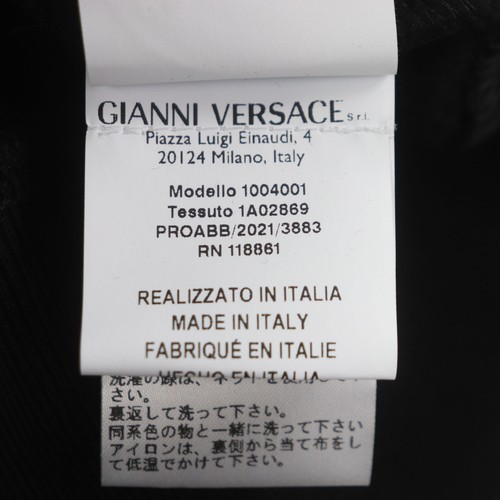 GIANNI VERSACE s.r.l.
Piazza Luigi Einaudi, 4
20124 Milano, Italy
Modello 1004001
Tessuto 1A02869
PROABB/2021/3883
RN 118861
REALIZZATO IN ITALIA
MADE IN ITALY
FABRIQUÉ EN ITALIE
HECHO EN ITALIA
さい。
裏返して洗って下さい。
同系色の物と一緒に洗って下さい
アイロンは、裏側から当て布をし
て低温でかけて下さい。